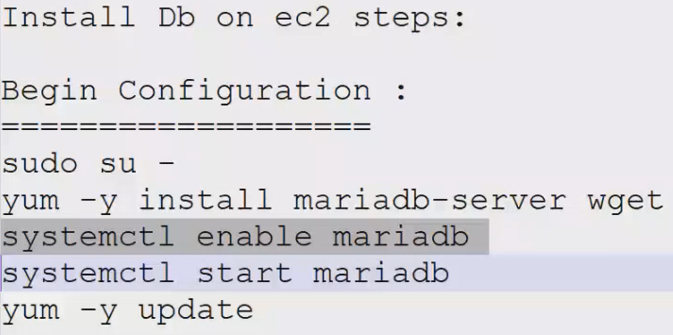 Install Db on ec2 steps:
Begin Configuration :
===================
sudo su -
yum -y install mariadb-server wget
systemctl enable mariadb
systemctl start mariadb
yum -y update